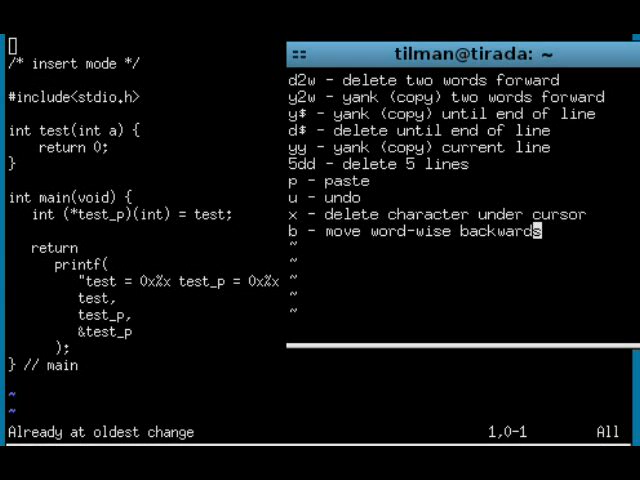 /* insert mode */
#include<stdio.h>
int test(int a) {
return 0;
}
int main(void) {
int (*test_p)(int) = test;
return
printf(
"test = 0x%x test_p = 0x%x
test,
test_p,
&test_p
);
} // main
~
~
Already at oldest change 1,0-1 All
tilman@tirada: ~
d2w - delete two words forward
y2w - yank (copy) two words forward
y$ - yank (copy) until end of line
d$ - delete until end of line
yy - yank (copy) current line
5dd - delete 5 lines
p - paste
u - undo
x - delete character under cursor
b - move word-wise backwards
~
~
~
~
~